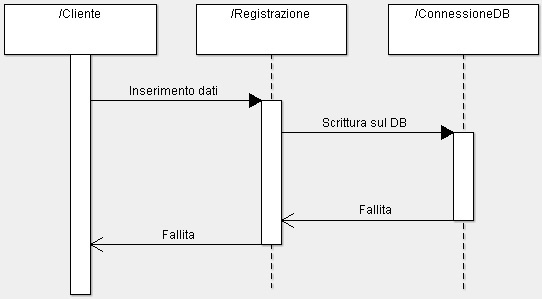 /Cliente
/Registrazione
/ConnessioneDB
Inserimento dati
Scrittura sul DB
Fallita
Fallita